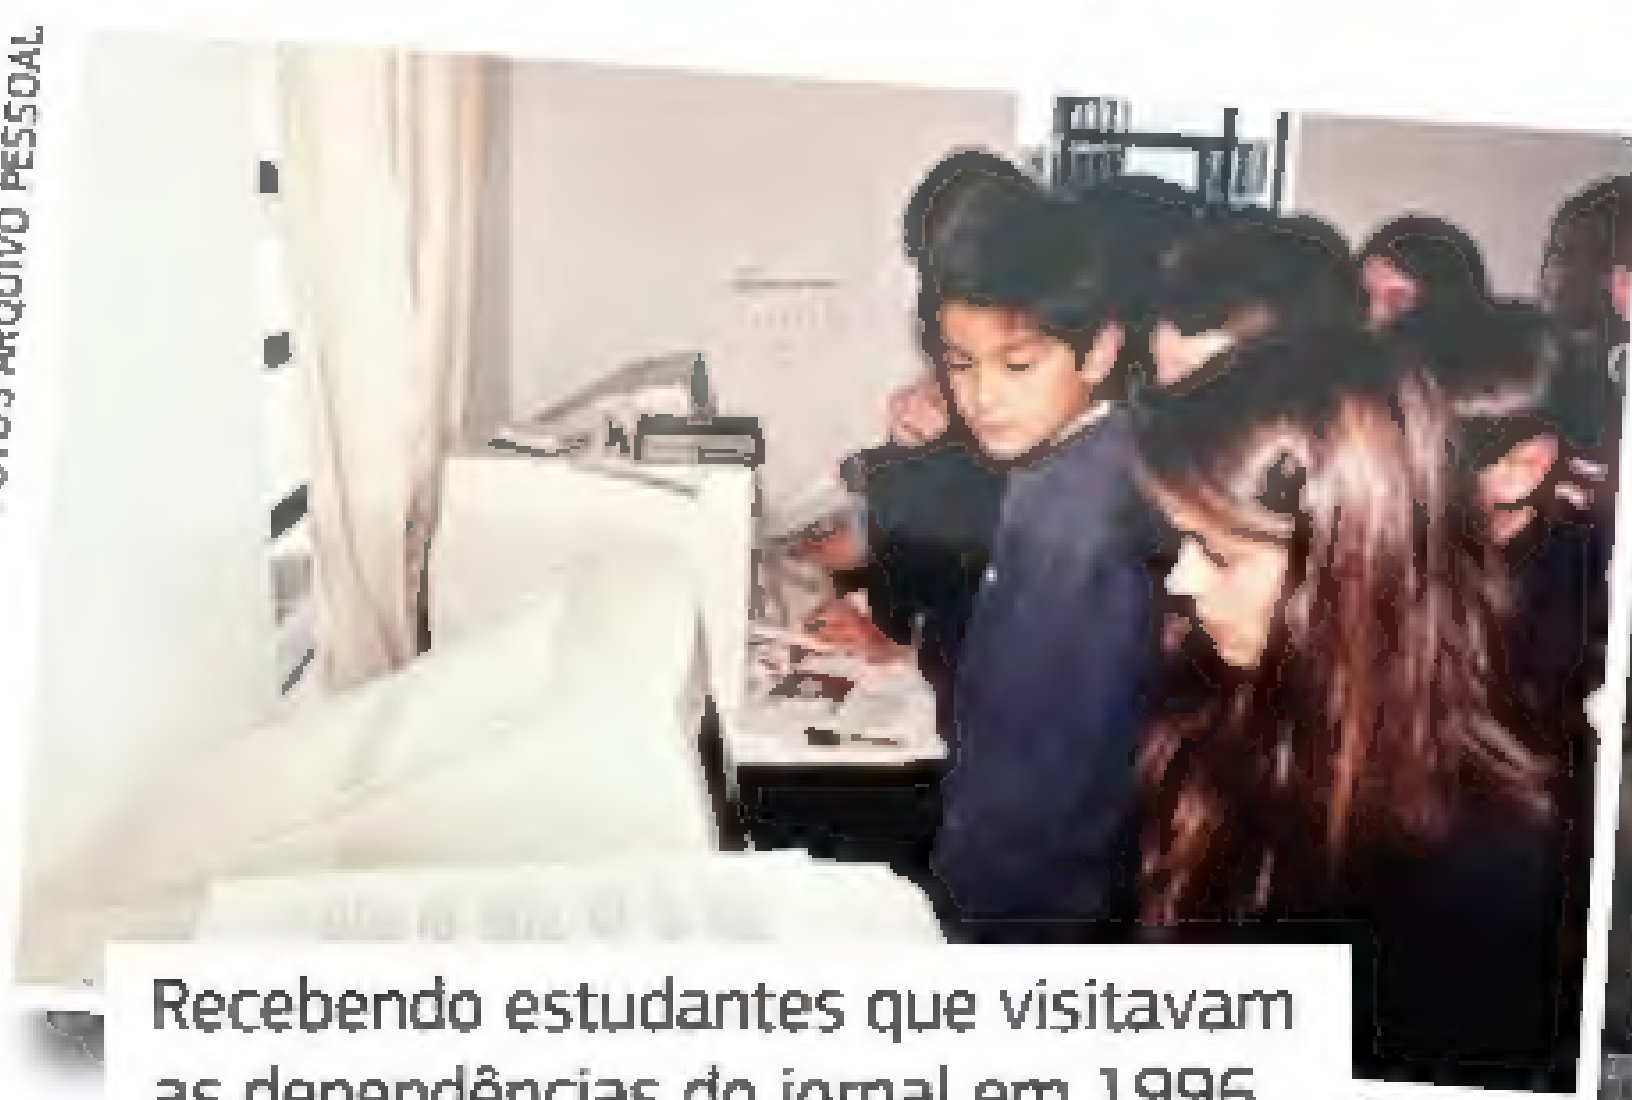 ARQUIVO PESSOAL
Recebendo estudantes que visitavam
as dependências do jornal em 1996